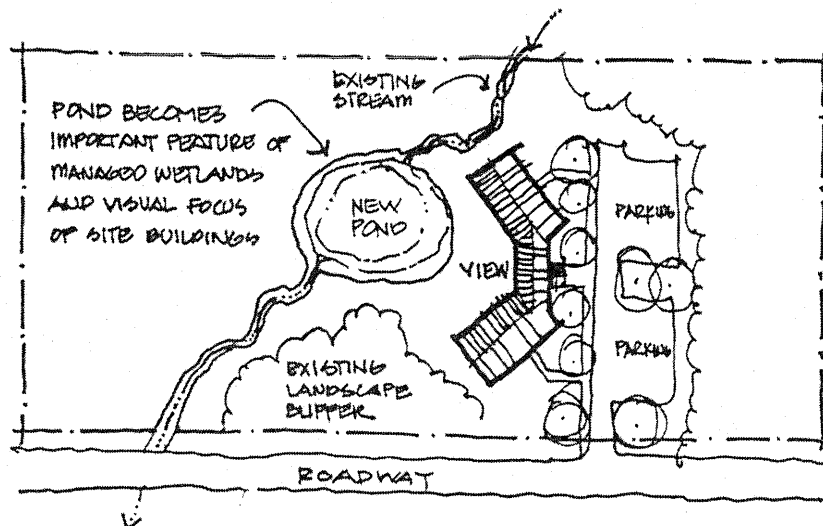 EXISTING
STREAM
POND BECOMES
IMPORTANT FEATURE OF
MANAGED WETLANDS
AND VISUAL FOCUS
OF SITE BUILDINGS
NEW
POND
PARKING
VIEW
PARKING
EXISTING
LANDSCAPE
BUFFER
ROADWAY